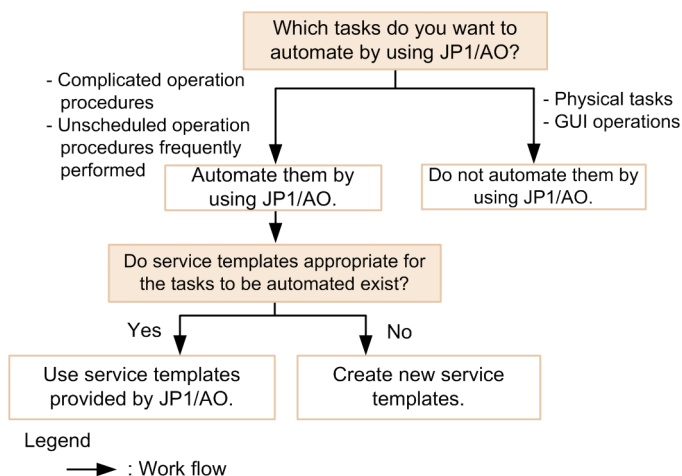 Which tasks do you want to
automate by using JP1/AO?
- Complicated operation
procedures
- Unscheduled operation
procedures frequently
performed
- Physical tasks
- GUI operations
Automate them by
using JP1/AO.
Do not automate them by
using JP1/AO.
Do service templates appropriate for
the tasks to be automated exist?
Yes
No
Use service templates
provided by JP1/AO.
Create new service
templates.
Legend
: Work flow